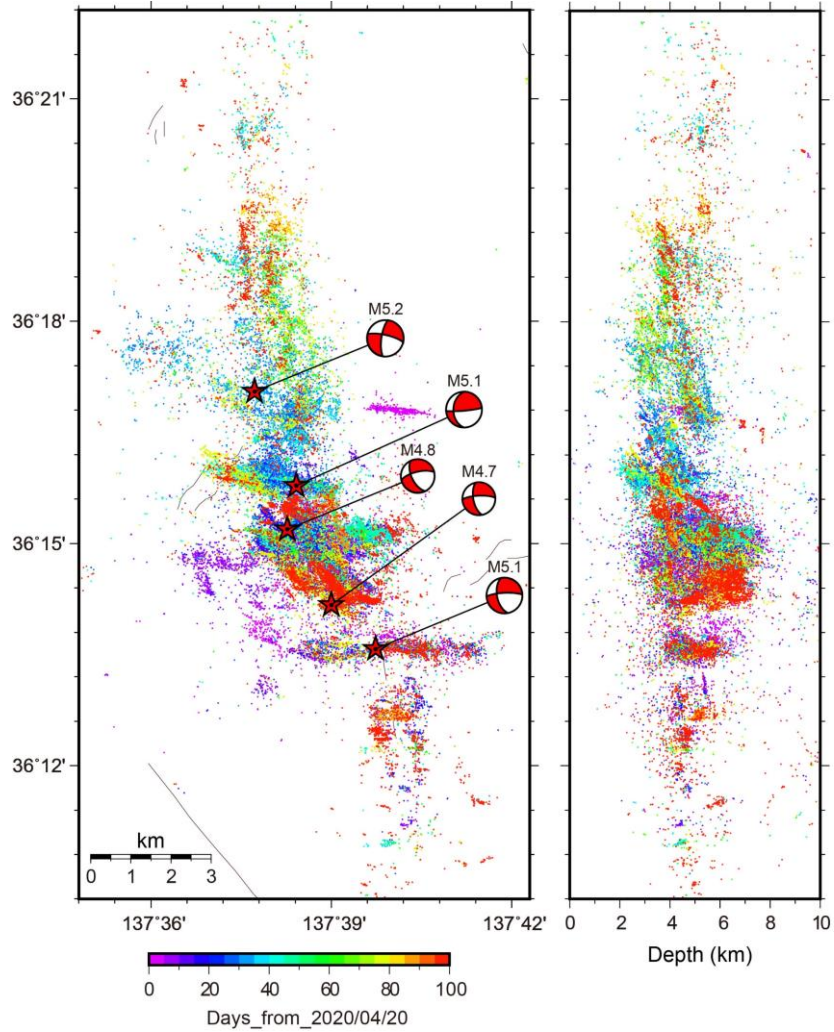 36°21'
36°18'
36°15'
36°12'
M5.2
M5.1
M4.8
M4.7
M5.1
km
0 1 2 3
137°36' 137°39' 137°42'
0 2 4 6 8 10
Depth (km)
0 20 40 60 80 100
Days_from_2020/04/20